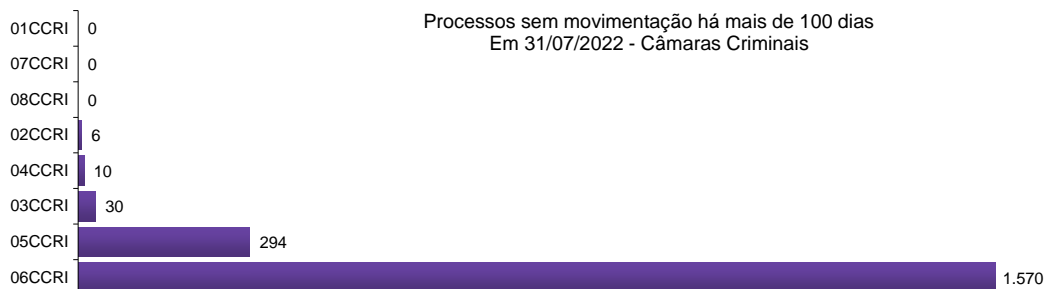 Processos sem movimentação há mais de 100 dias
Em 31/07/2022 - Câmaras Criminais
01CCRI 0
07CCRI 0
08CCRI 0
02CCRI 6
04CCRI 10
03CCRI 30
05CCRI 294
06CCRI 1.570